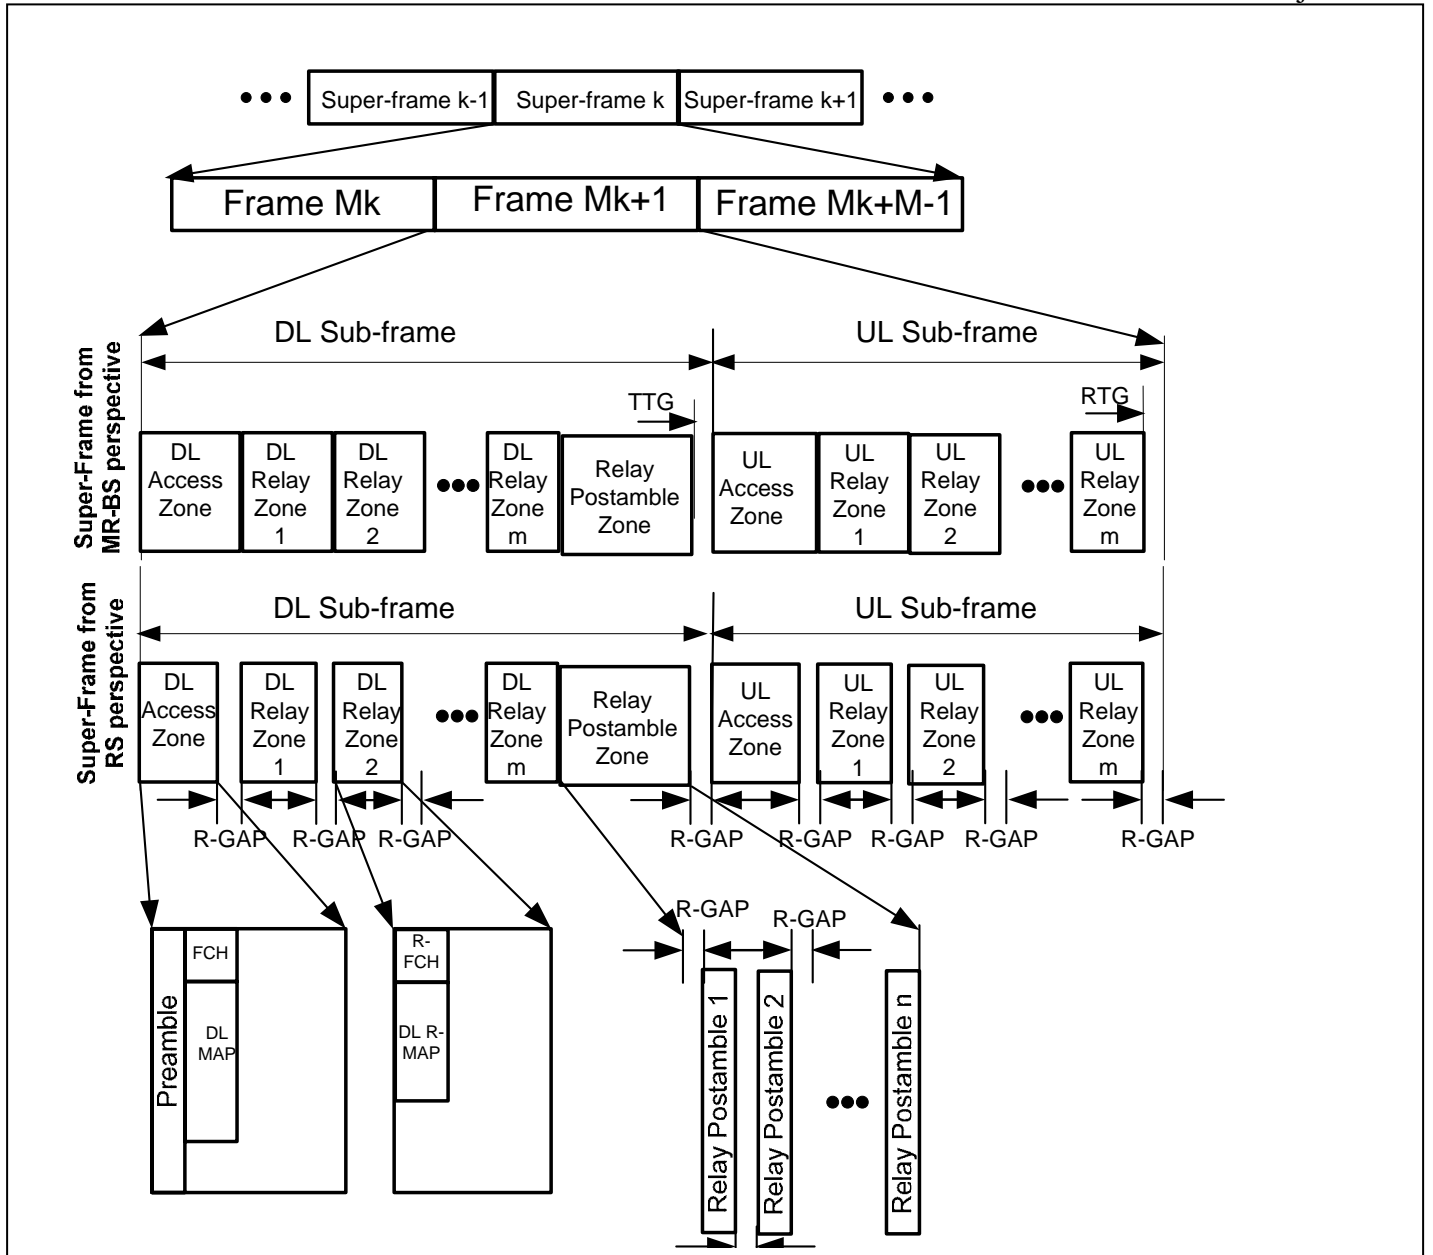 Super-frame k-1 Super-frame k Super-frame k+1
Frame Mk Frame Mk+1 Frame Mk+M-1
DL Sub-frame UL Sub-frame
Super-Frame from
MR-BS perspective
TTG
RTG
DL
Access
Zone
DL
Relay
Zone
1
DL
Relay
Zone
2
DL
Relay
Zone
m
Relay
Postamble
Zone
UL
Access
Zone
UL
Relay
Zone
1
UL
Relay
Zone
2
UL
Relay
Zone
m
DL Sub-frame UL Sub-frame
Super-Frame from
RS perspective
DL
Access
Zone
DL
Relay
Zone
1
DL
Relay
Zone
2
DL
Relay
Zone
m
Relay
Postamble
Zone
UL
Access
Zone
UL
Relay
Zone
1
UL
Relay
Zone
2
UL
Relay
Zone
m
R-GAP R-GAP R-GAP R-GAP R-GAP R-GAP R-GAP R-GAP
Preamble
FCH
DL
MAP
R-
FCH
DL R-
MAP
R-GAP R-GAP
Relay Postamble 1
Relay Postamble 2
Relay Postamble n